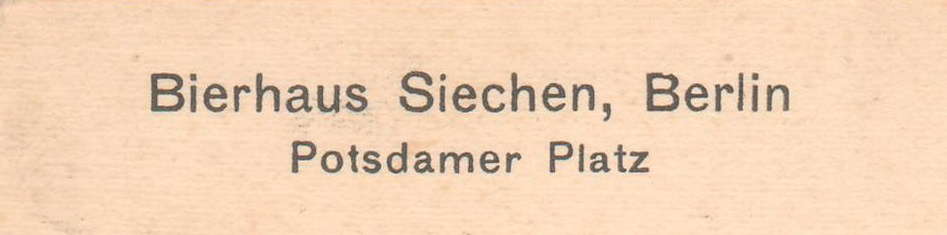 Bierhaus Siechen, Berlin
Potsdamer Platz